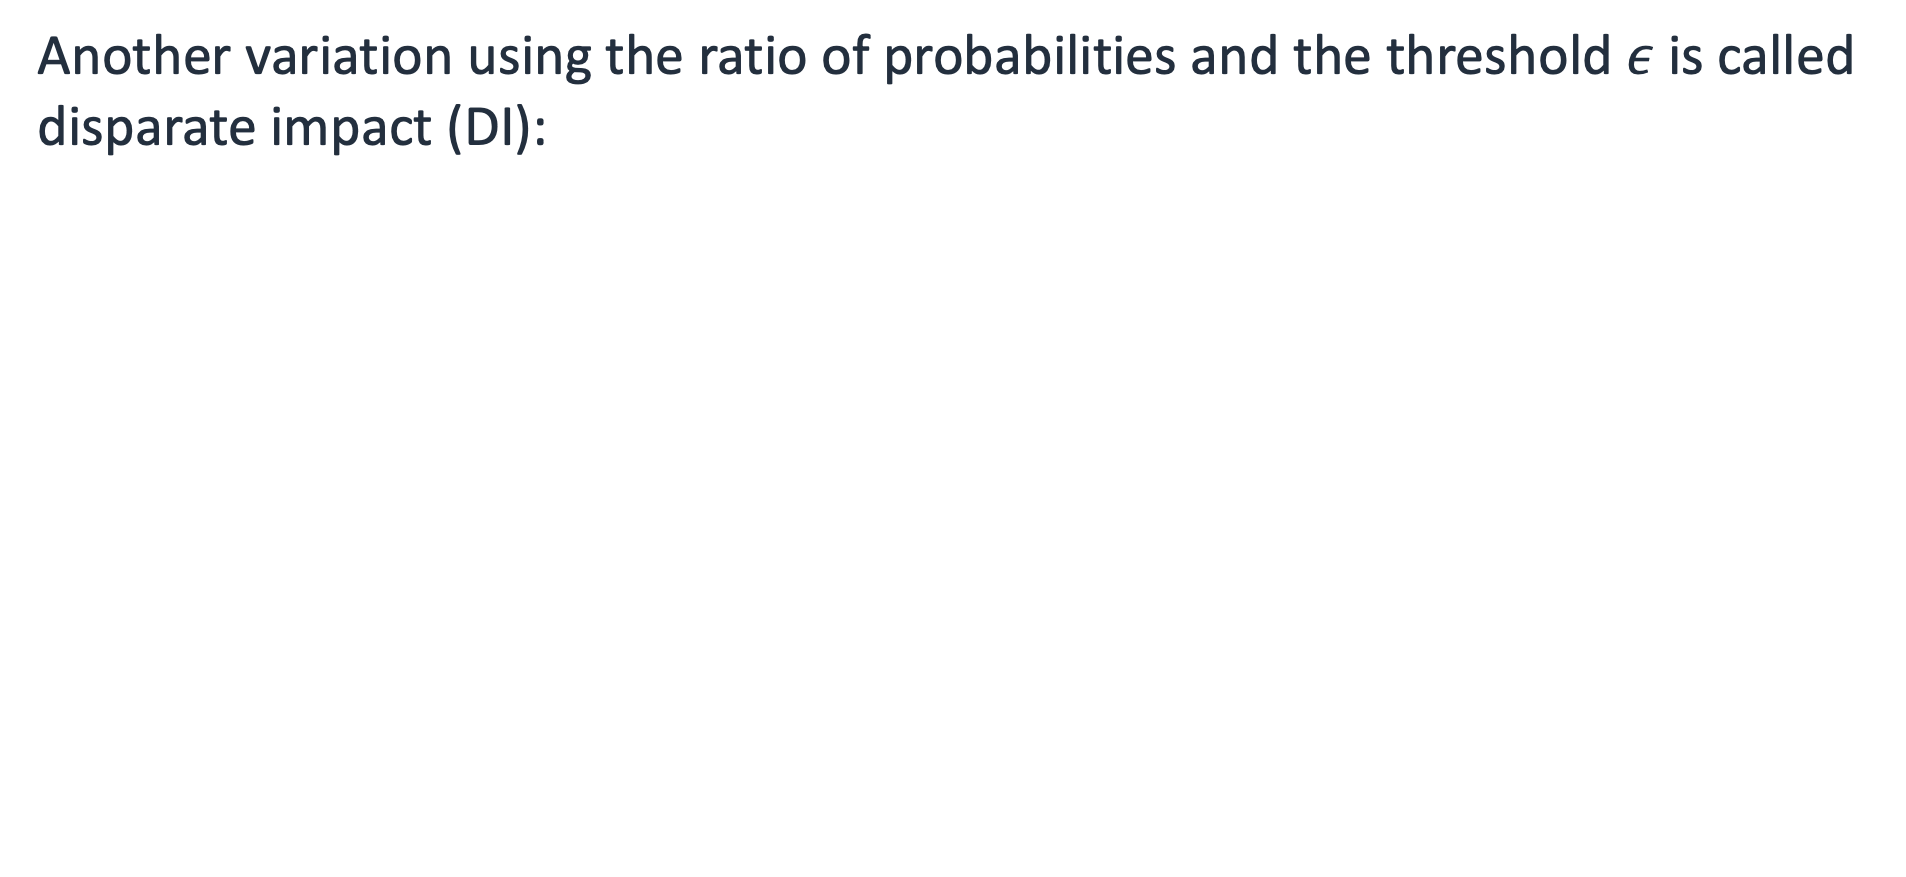 Another variation using the ratio of probabilities and the threshold ϵ is called
disparate impact (DI):